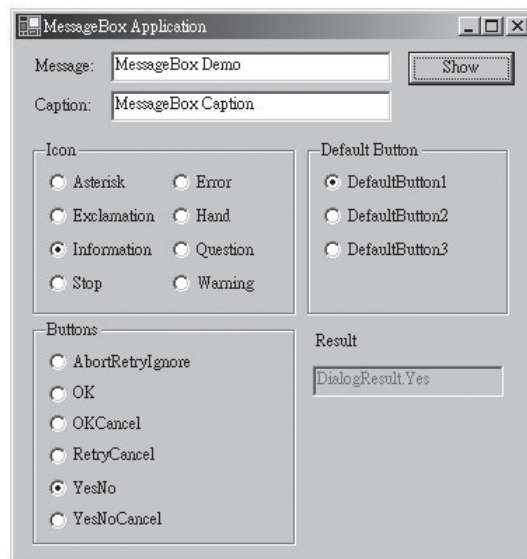 MessageBox Application
Message: MessageBox Demo Show
Caption: MessageBox Caption
Icon
Asterisk Error
Exclamation Hand
Information Question
Stop Warning
Default Button
DefaultButton1
DefaultButton2
DefaultButton3
Buttons
AbortRetryIgnore
OK
OKCancel
RetryCancel
YesNo
YesNoCancel
Result
DialogResult.Yes